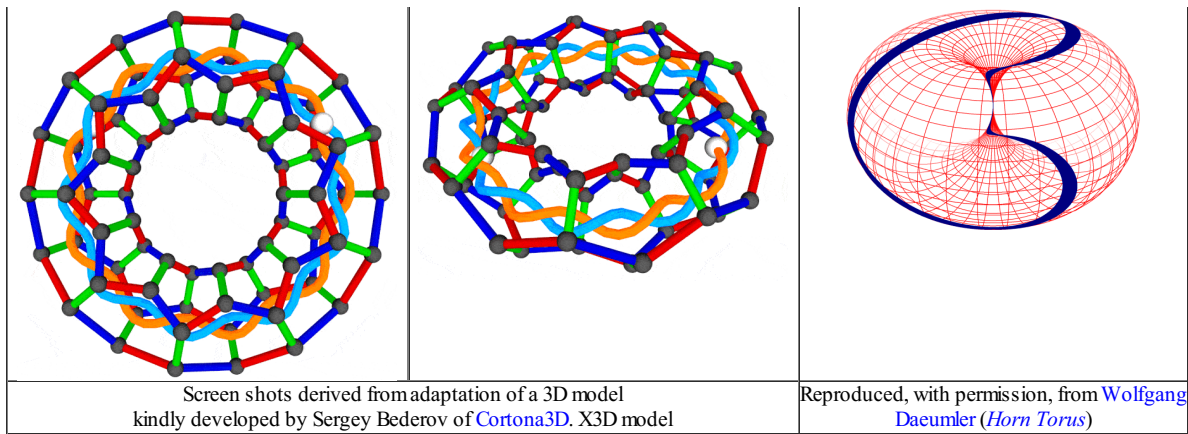 Screen shots derived from adaptation of a 3D model
kindly developed by Sergey Bederov of Cortona3D. X3D model
Reproduced, with permission, from Wolfgang
Daeumler (Horn Torus)